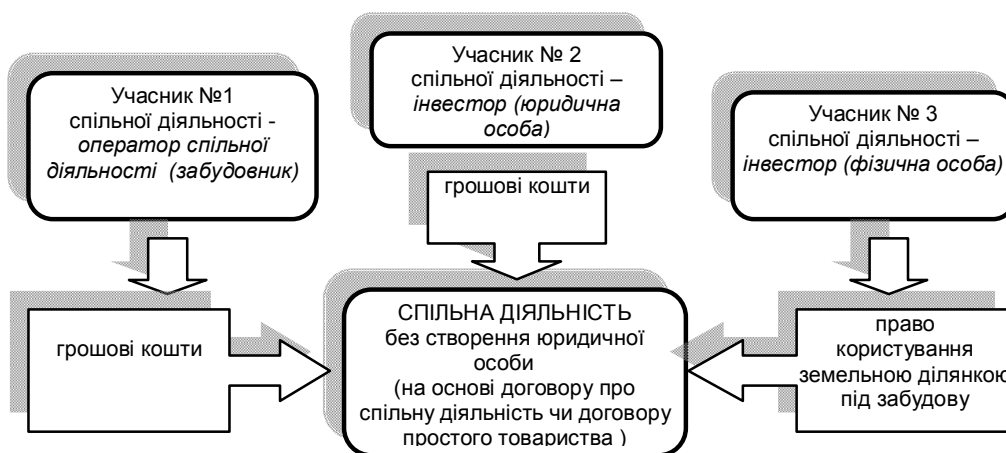 Учасник №1
спільної діяльності -
оператор спільної
діяльності (забудовник)
Учасник № 2
спільної діяльності –
інвестор (юридична
особа)
Учасник № 3
спільної діяльності –
інвестор (фізична особа)
грошові кошти
грошові кошти
СПІЛЬНА ДІЯЛЬНІСТЬ
без створення юридичної
особи
(на основі договору про
спільну діяльність чи договору
простого товариства )
право
користування
земельною ділянкою
під забудову